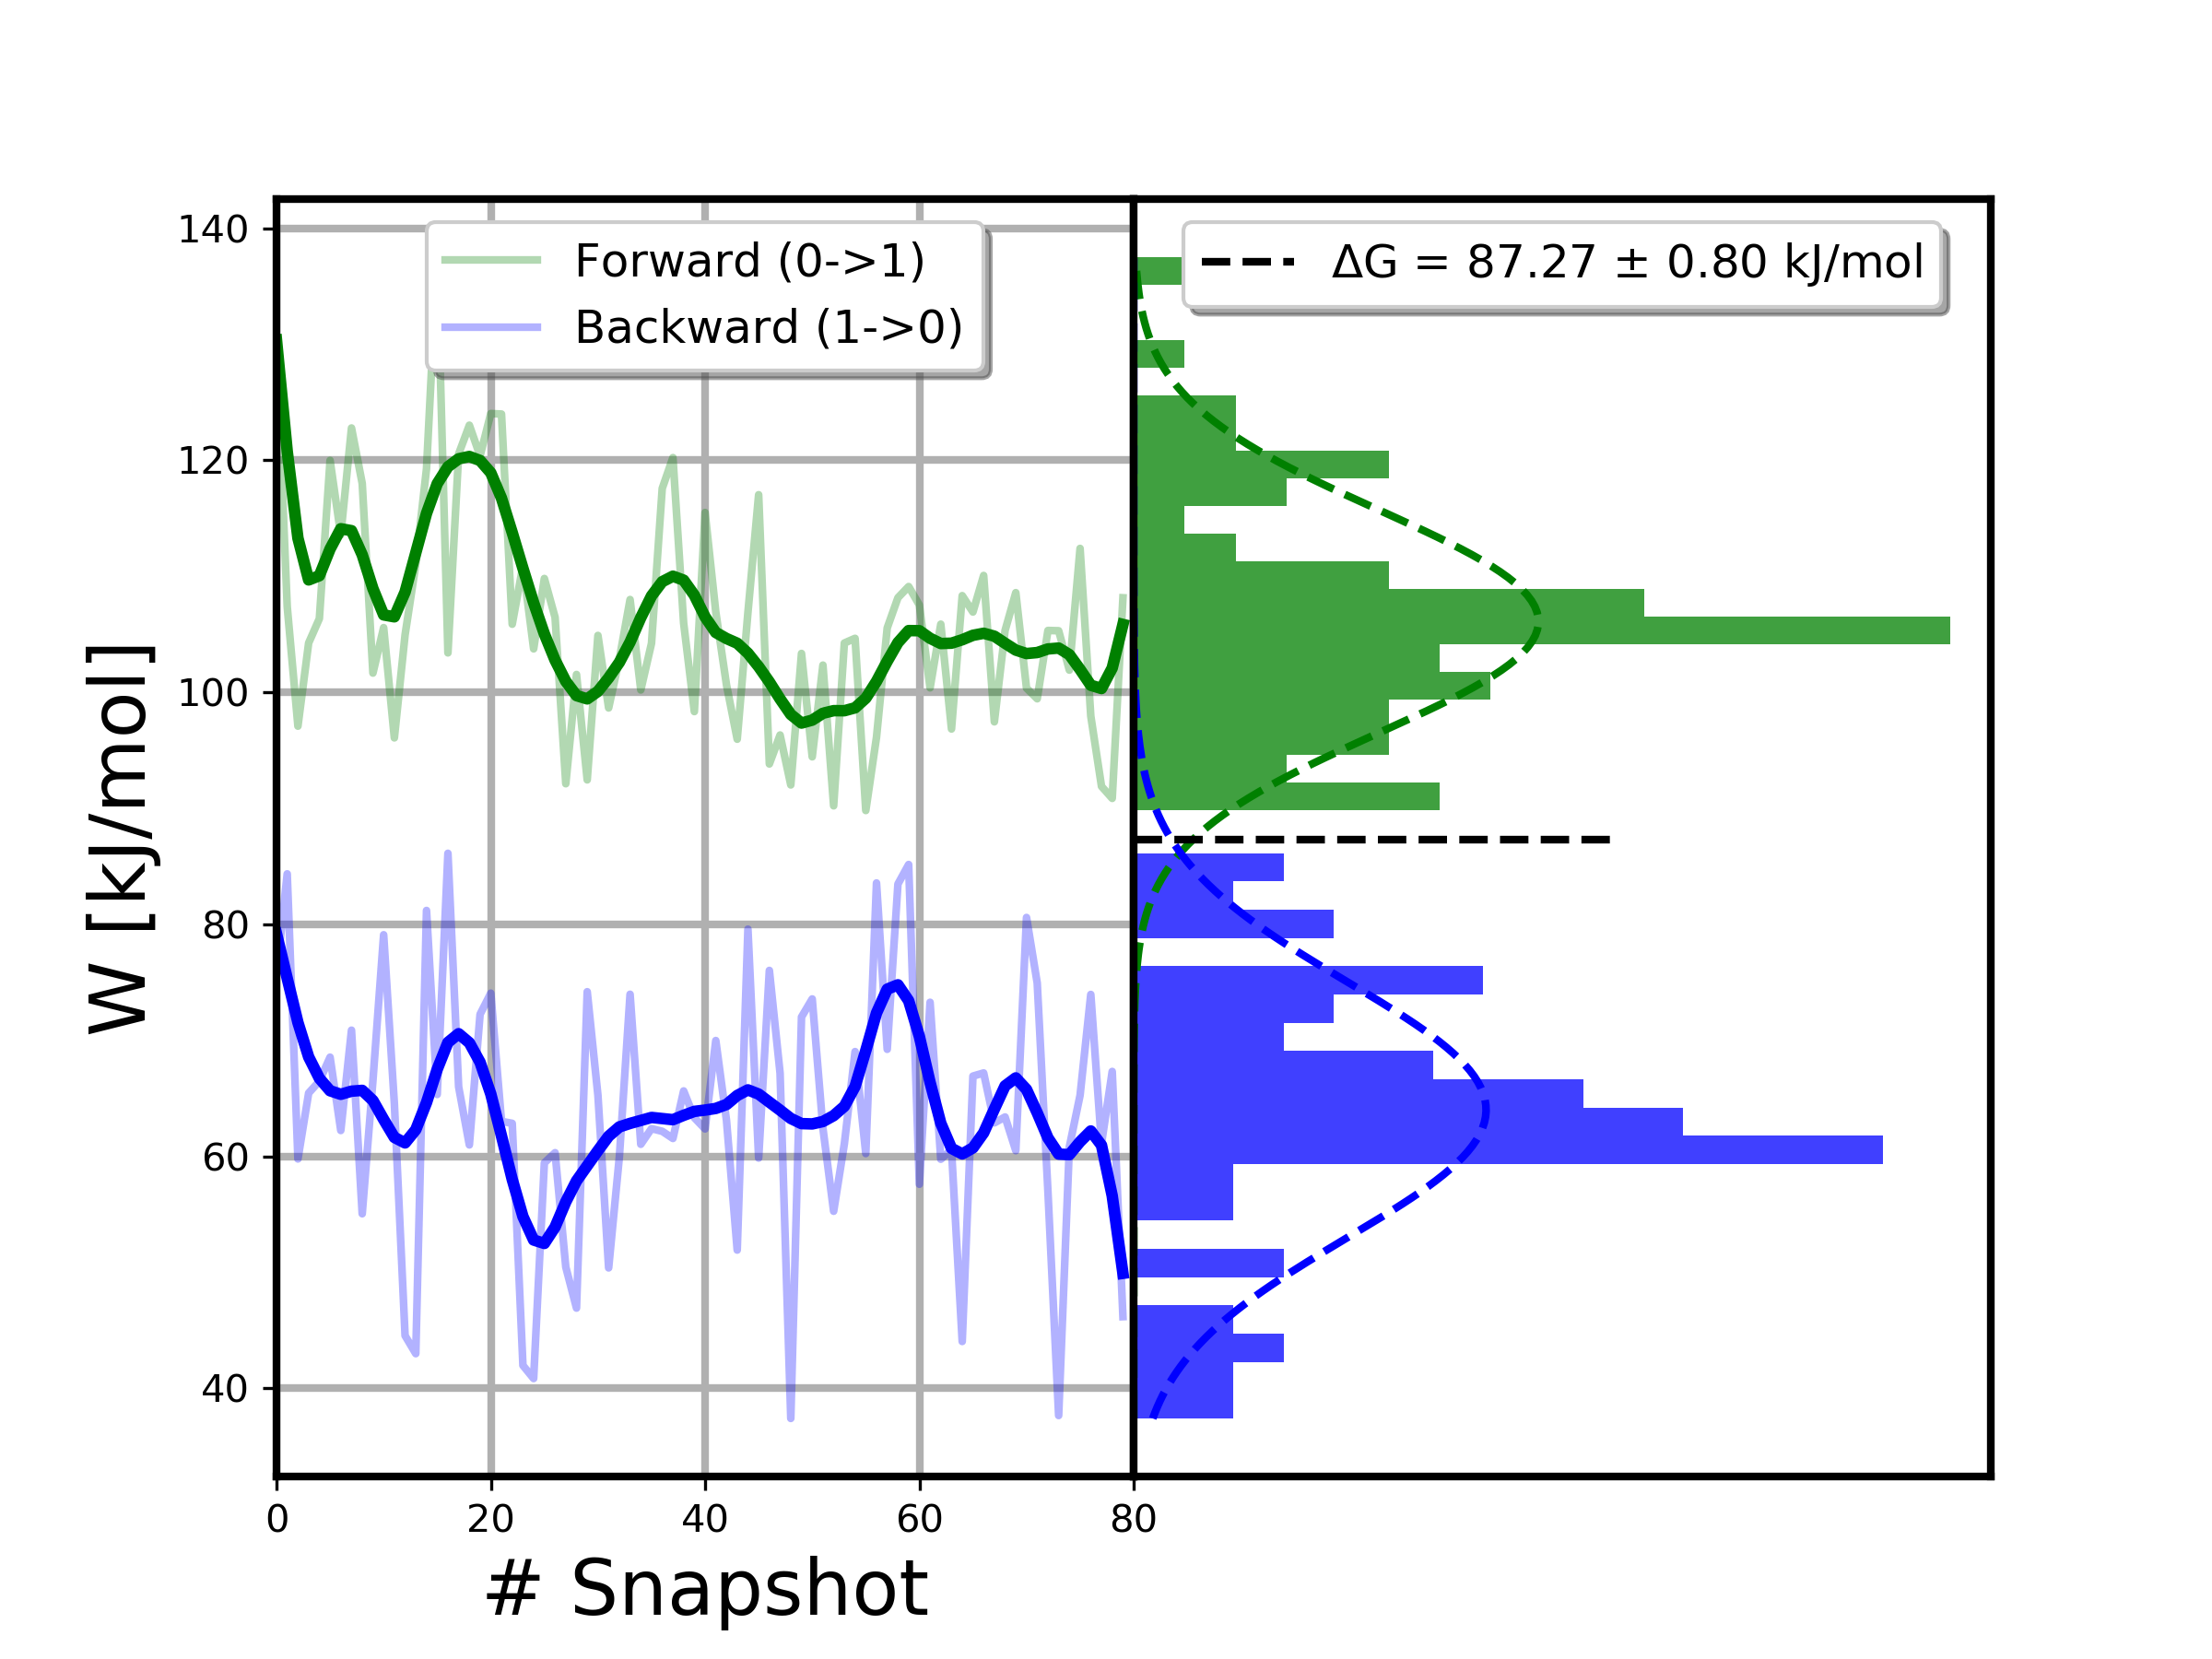 Forward (0->1)
Backward (1->0)
ΔG = 87.27 ± 0.80 kJ/mol
W [kJ/mol]
140
120
100
80
60
40
0
20
40
60
80
# Snapshot